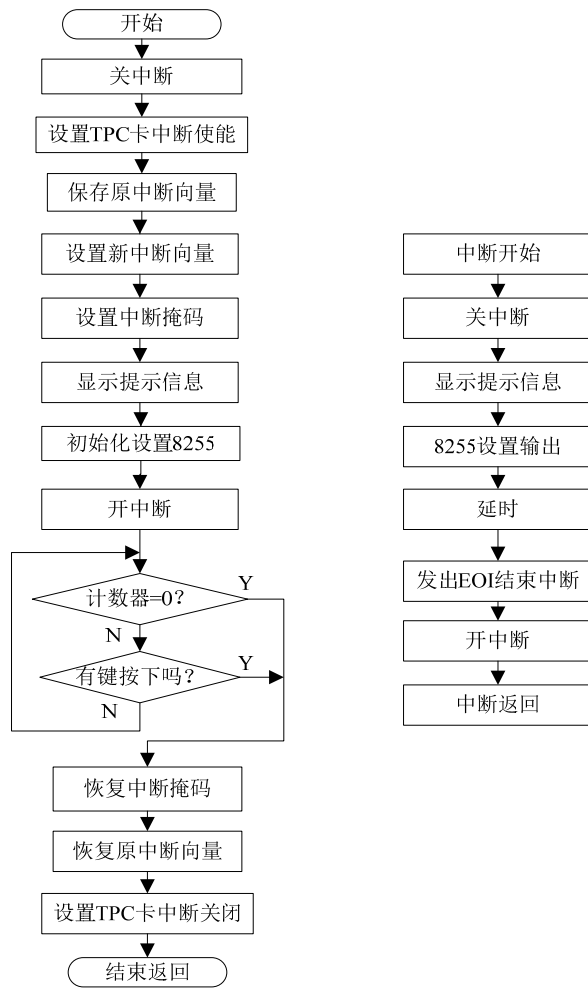 开始
关中断
设置TPC卡中断使能
保存原中断向量
设置新中断向量
设置中断掩码
显示提示信息
初始化设置8255
开中断
计数器=0?
Y
N
有键按下吗?
Y
N
恢复中断掩码
恢复原中断向量
设置TPC卡中断关闭
结束返回
中断开始
关中断
显示提示信息
8255设置输出
延时
发出EOI结束中断
开中断
中断返回